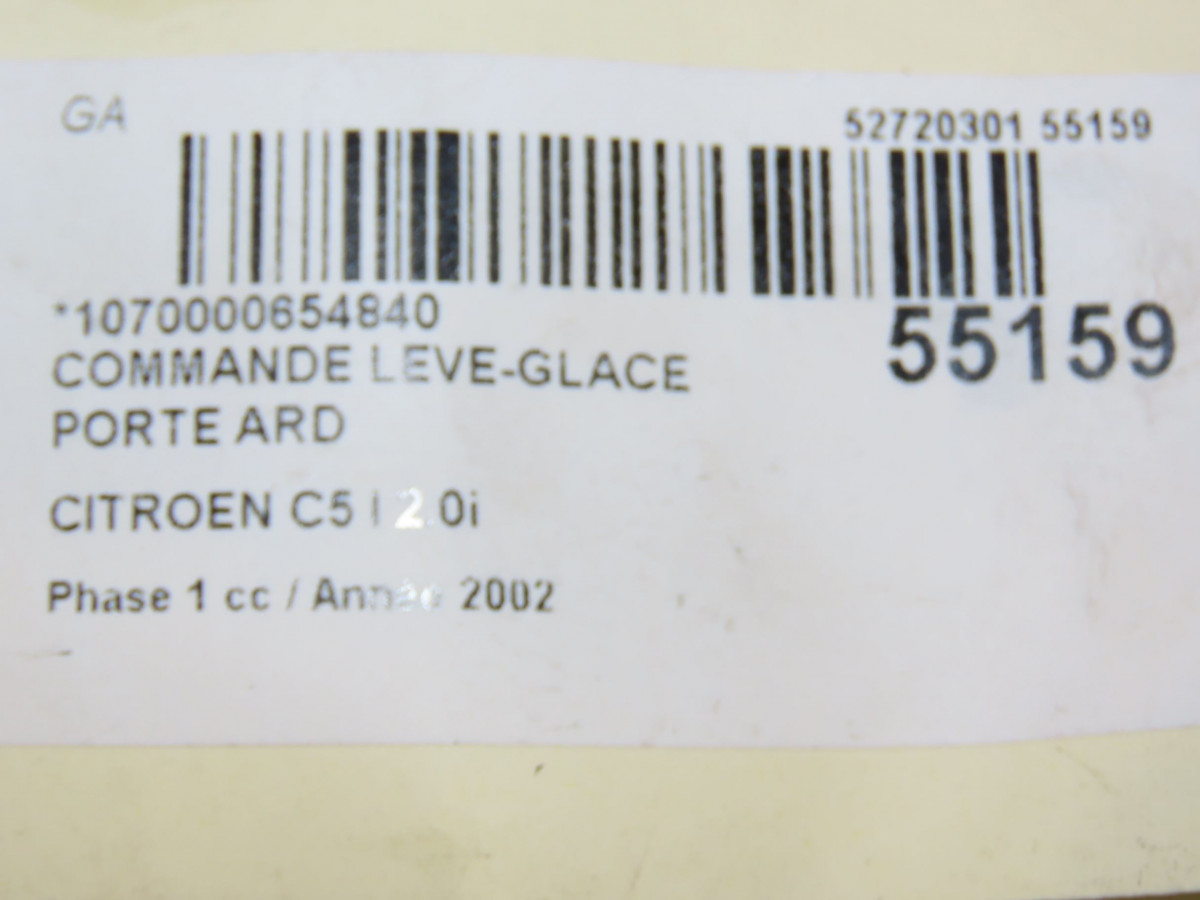 GA
52720301 55159
*1070000654840
55159
COMMANDE LEVE-GLACE
PORTE ARD
CITROEN C5 I 2.0i
Phase 1 cc / Année 2002